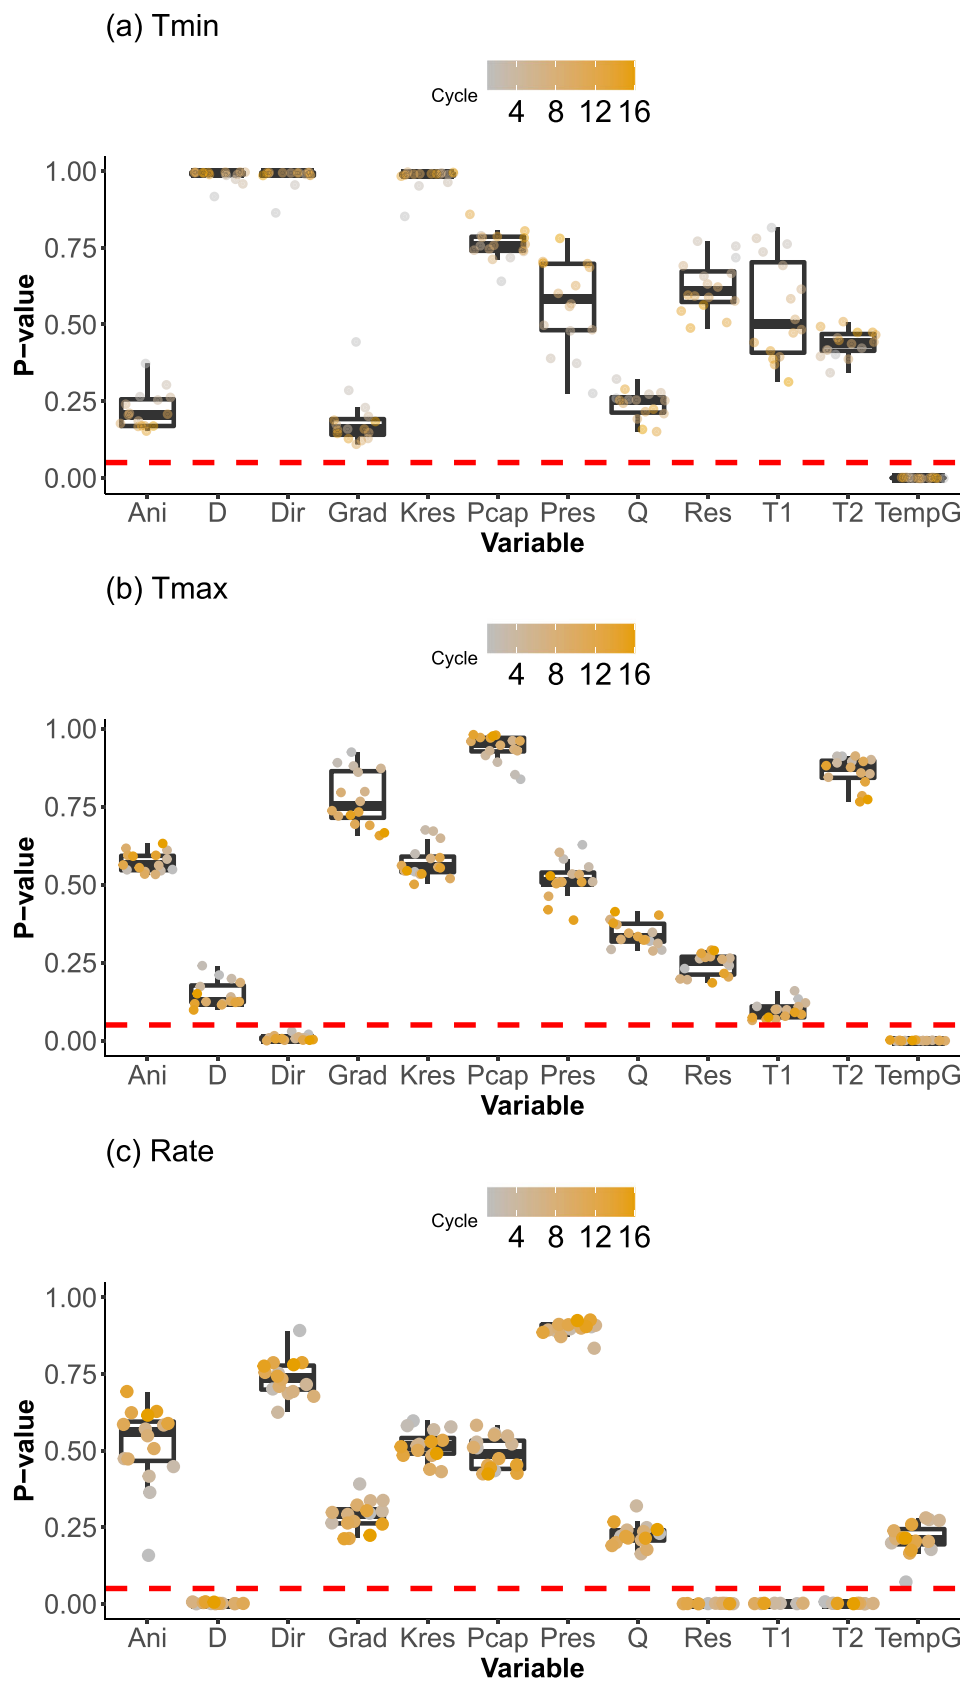 (a) Tmin
Cycle
4 8 12 16
1.00
0.75
0.50
0.25
0.00
P−value
Ani D Dir Grad Kres Pcap Pres Q Res T1 T2 TempG
Variable
(b) Tmax
Cycle
4 8 12 16
1.00
0.75
0.50
0.25
0.00
P−value
Ani D Dir Grad Kres Pcap Pres Q Res T1 T2 TempG
Variable
(c) Rate
Cycle
4 8 12 16
1.00
0.75
0.50
0.25
0.00
P−value
Ani D Dir Grad Kres Pcap Pres Q Res T1 T2 TempG
Variable